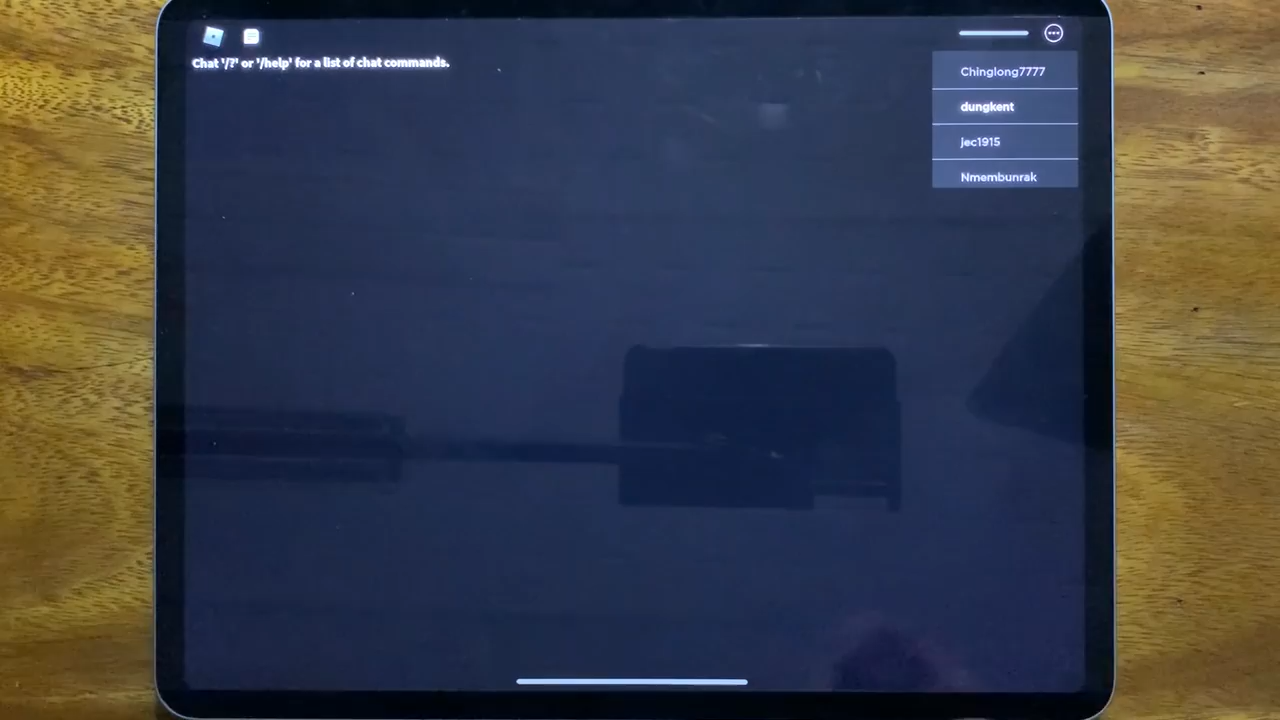 Chat '/?' or '/help' for a list of chat commands.
Chinglong7777
dungkent
jec1915
Nmembunrak